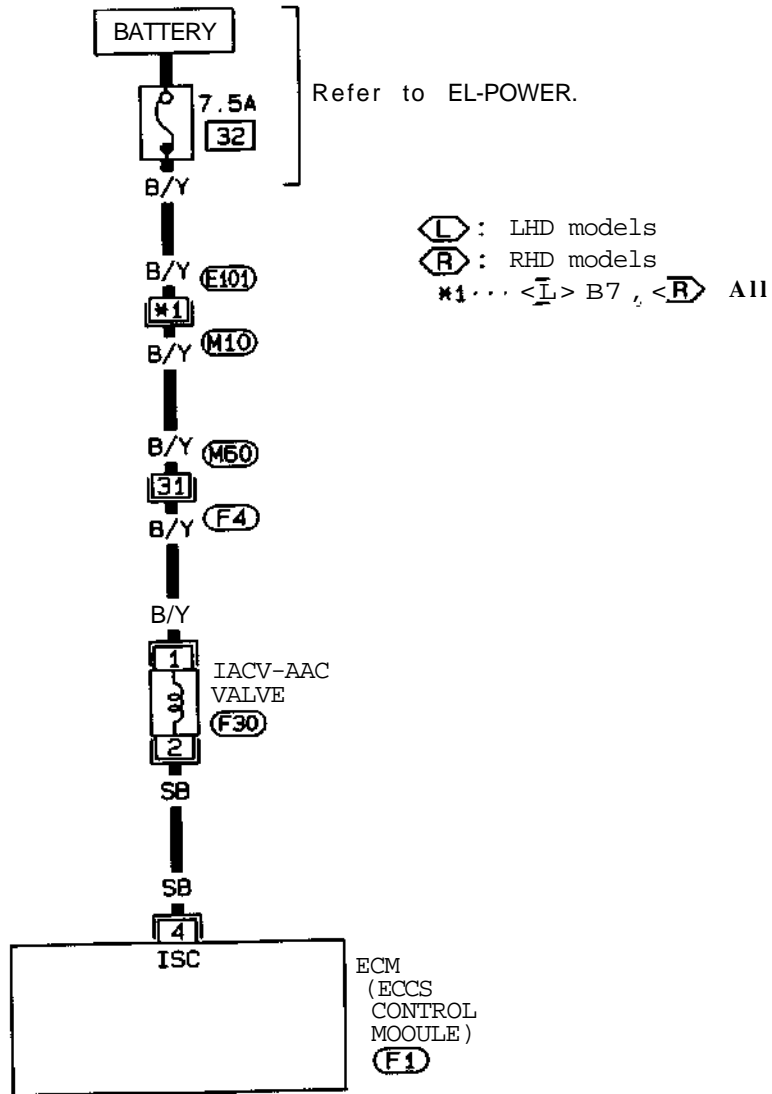 BATTERY
7.5A
32
Refer to EL-POWER.
B/Y
L : LHD models
R : RHD models
*1 ··· <L> B7 , <R> All
B/Y E101
*1
B/Y M10
B/Y M60
31
B/Y F4
B/Y
1
IACV-AAC
VALVE
F30
2
SB
SB
4
ISC
ECM
(ECCS
CONTROL
MOOULE)
F1